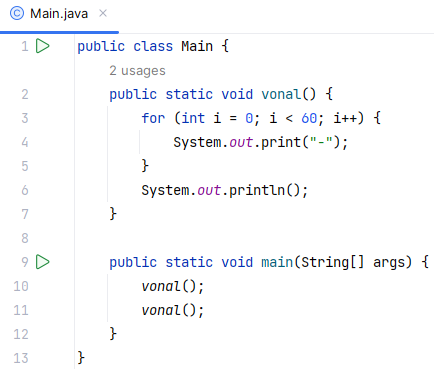 Main.java
1 public class Main {
2 usages
2 public static void vonal() {
3 for (int i = 0; i < 60; i++) {
4 System.out.print("-");
5 }
6 System.out.println();
7 }
8
9 public static void main(String[] args) {
10 vonal();
11 vonal();
12 }
13 }